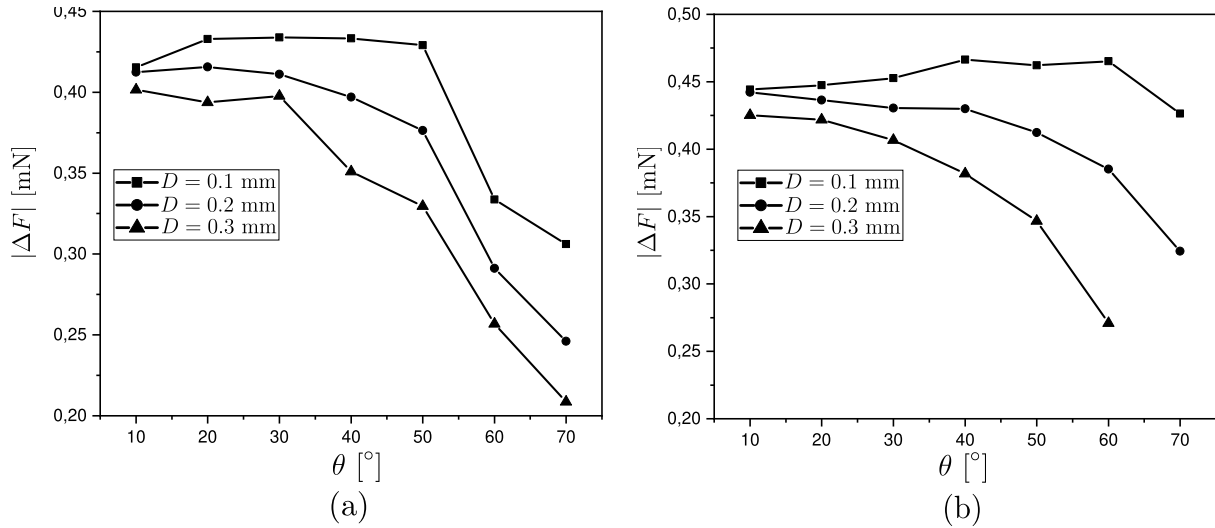 0,45
0,40
0,35
0,30
0,25
0,20
|ΔF| [mN]
D = 0.1 mm
D = 0.2 mm
D = 0.3 mm
10 20 30 40 50 60 70
θ [°]
(a)
0,50
0,45
0,40
0,35
0,30
0,25
0,20
|ΔF| [mN]
D = 0.1 mm
D = 0.2 mm
D = 0.3 mm
10 20 30 40 50 60 70
θ [°]
(b)